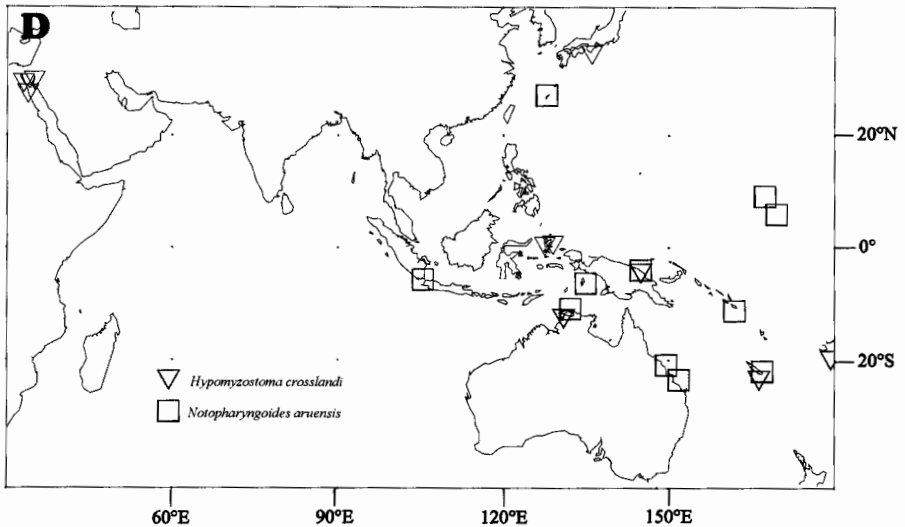 D
20°N
0°
20°S
Hypomyzostoma crosslandi
Notopharyngoides aruensis
60°E
90°E
120°E
150°E